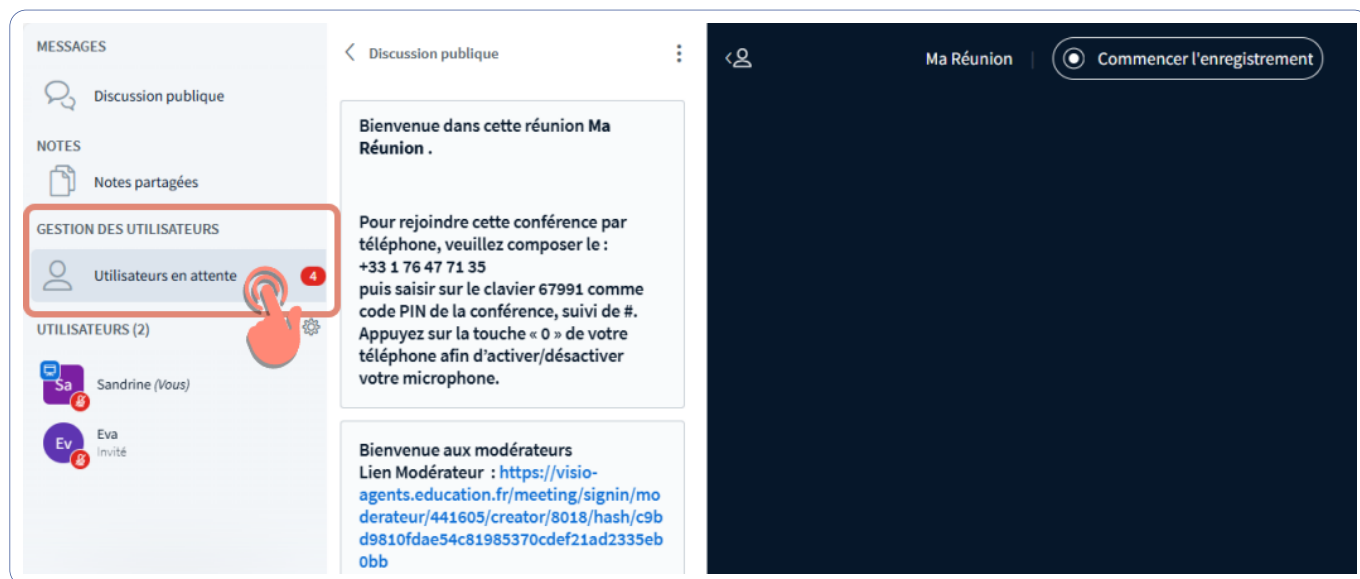 MESSAGES
Discussion publique
NOTES
Notes partagées
GESTION DES UTILISATEURS
Utilisateurs en attente
4
UTILISATEURS (2)
Sa
Sandrine (Vous)
Ev
Eva
Invité
Discussion publique
Bienvenue dans cette réunion Ma
Réunion .
Pour rejoindre cette conférence par
téléphone, veuillez composer le :
+33 1 76 47 71 35
puis saisir sur le clavier 67991 comme
code PIN de la conférence, suivi de #.
Appuyez sur la touche « 0 » de votre
téléphone afin d'activer/désactiver
votre microphone.
Bienvenue aux modérateurs
Lien Modérateur : https://visio-
agents.education.fr/meeting/signin/mo
derateur/441605/creator/8018/hash/c9b
d9810fdae54c81985370cdef21ad2335eb
0bb
Ma Réunion
Commencer l'enregistrement